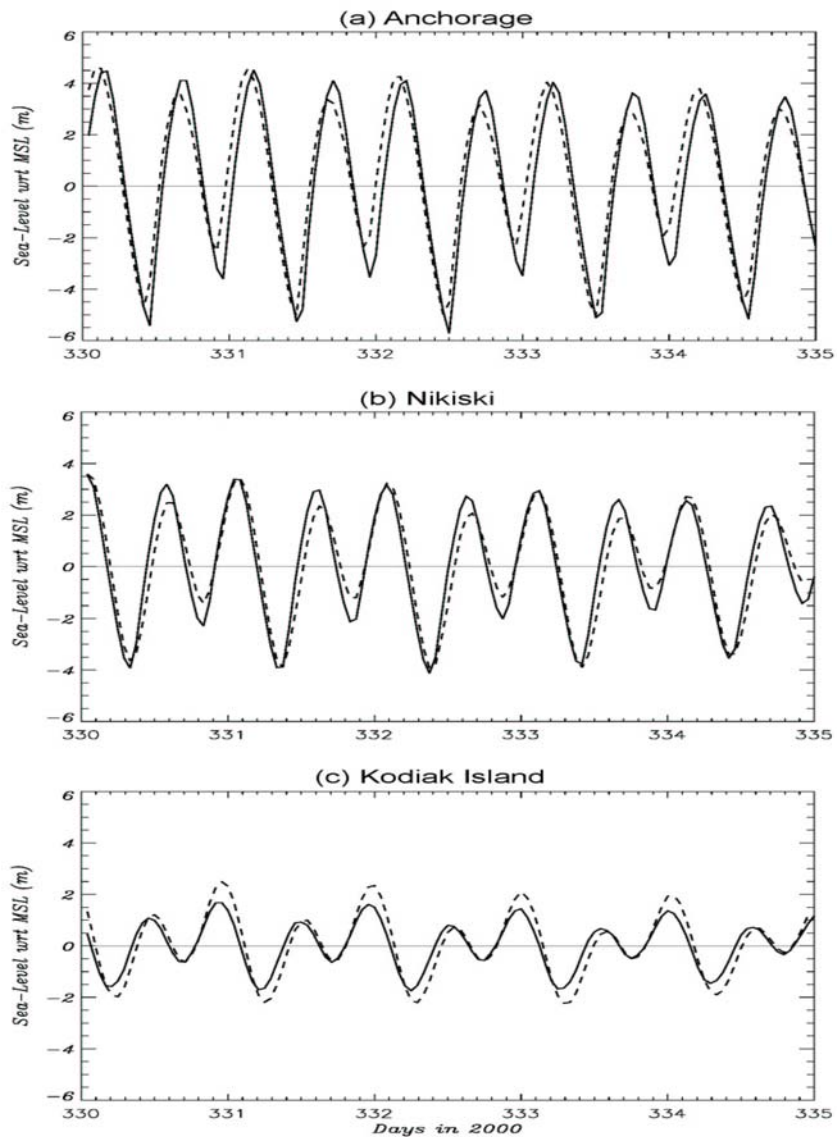 (a) Anchorage
6
4
2
0
-2
-4
-6
Sea-Level wrt MSL (m)
330 331 332 333 334 335
(b) Nikiski
6
4
2
0
-2
-4
-6
Sea-Level wrt MSL (m)
330 331 332 333 334 335
(c) Kodiak Island
6
4
2
0
-2
-4
-6
Sea-Level wrt MSL (m)
330 331 332 333 334 335
Days in 2000